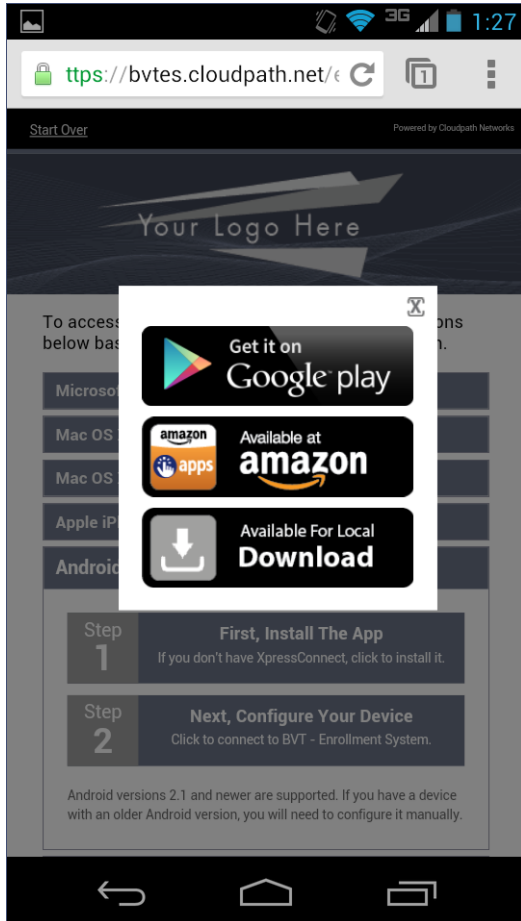 3G 1:27
ttps://bvtes.cloudpath.net/e
1
Start Over
Powered by Cloudpath Networks
Your Logo Here
X
To access ons
below bas n.
Get it on
Google play
Microsof
Mac OS
amazon
apps
Available at
amazon
Mac OS
Apple iP
Available For Local
Download
Android
Step
1
First, Install The App
If you don't have XpressConnect, click to install it.
Step
2
Next, Configure Your Device
Click to connect to BVT - Enrollment System.
Android versions 2.1 and newer are supported. If you have a device
with an older Android version, you will need to configure it manually.